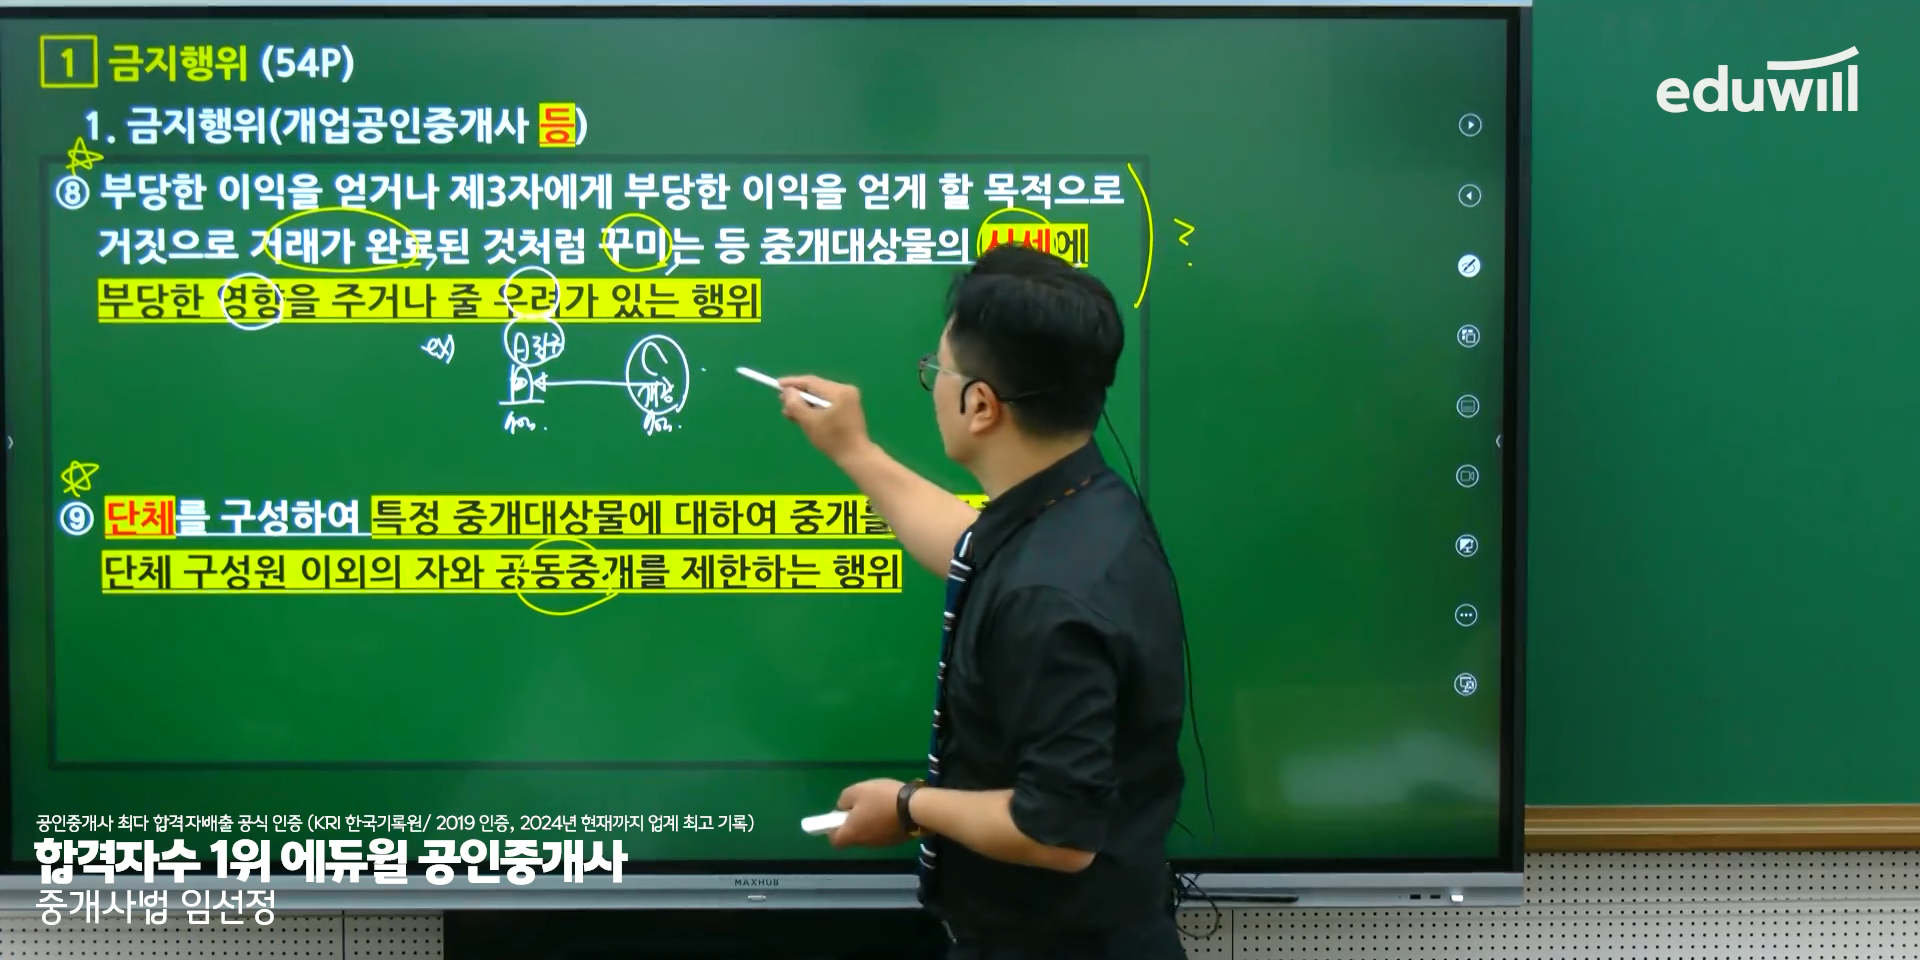 1 금지행위 (54P)
eduwill
1. 금지행위(개업공인중개사 등)
⑧ 부당한 이익을 얻거나 제3자에게 부당한 이익을 얻게 할 목적으로
거짓으로 거래가 완료된 것처럼 꾸미는 등 중개대상물의 시세에
부당한 영향을 주거나 줄 우려가 있는 행위
?
ex)
⑨ 단체를 구성하여 특정 중개대상물에 대하여 중개를
단체 구성원 이외의 자와 공동중개를 제한하는 행위
공인중개사 최다 합격자배출 공식 인증 (KRI 한국기록원/ 2019 인증, 2024년 현재까지 업계 최고 기록)
합격자수 1위 에듀윌 공인중개사
중개사법 임선정
MAXHUB